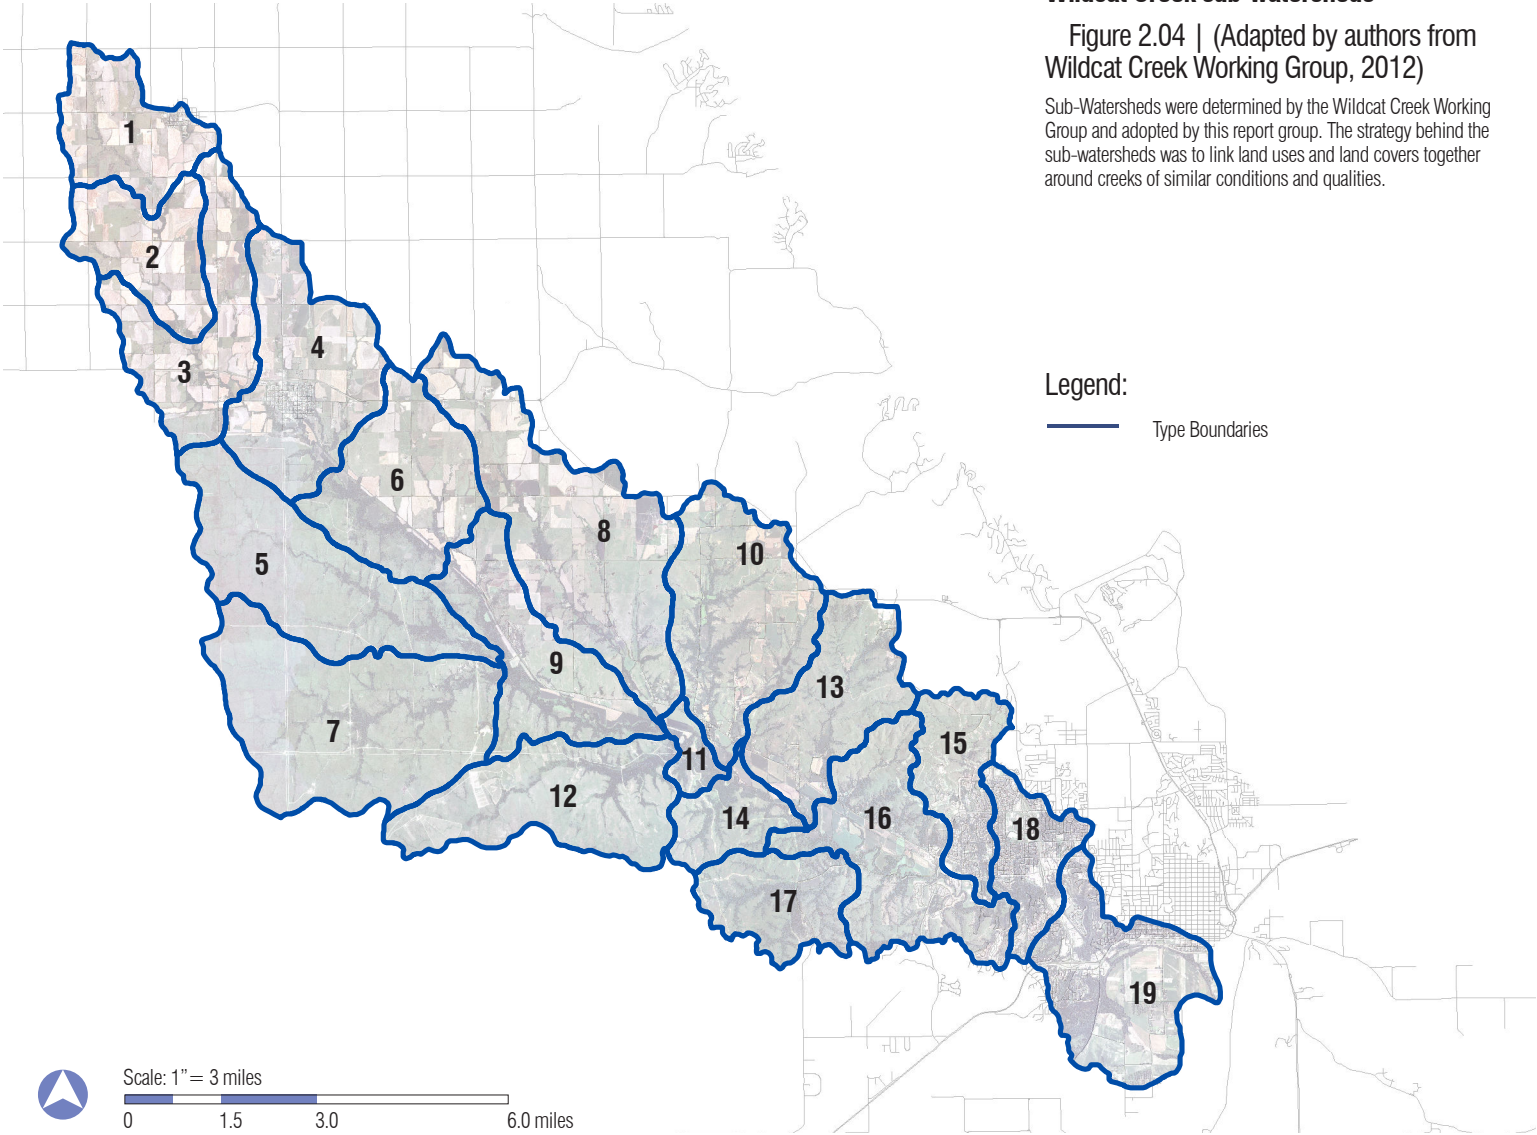 Wildcat Creek Sub-Watersheds
Figure 2.04 | (Adapted by authors from
Wildcat Creek Working Group, 2012)
Sub-Watersheds were determined by the Wildcat Creek Working
Group and adopted by this report group. The strategy behind the
sub-watersheds was to link land uses and land covers together
around creeks of similar conditions and qualities.
1
2
3
4
Legend:
Type Boundaries
6
8
10
5
9
13
7
11
15
12
14
16
18
17
19
Scale: 1”= 3 miles
0 1.5 3.0 6.0 miles